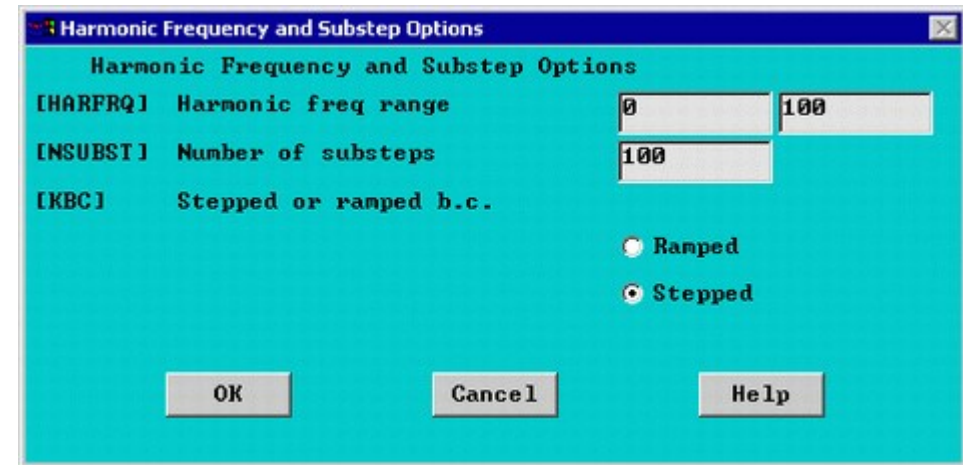 Harmonic Frequency and Substep Options
Harmonic Frequency and Substep Options
[HARFRQ] Harmonic freq range 0 100
[NSUBST] Number of substeps 100
[KBC] Stepped or ramped b.c.
Ramped
Stepped
OK Cancel Help